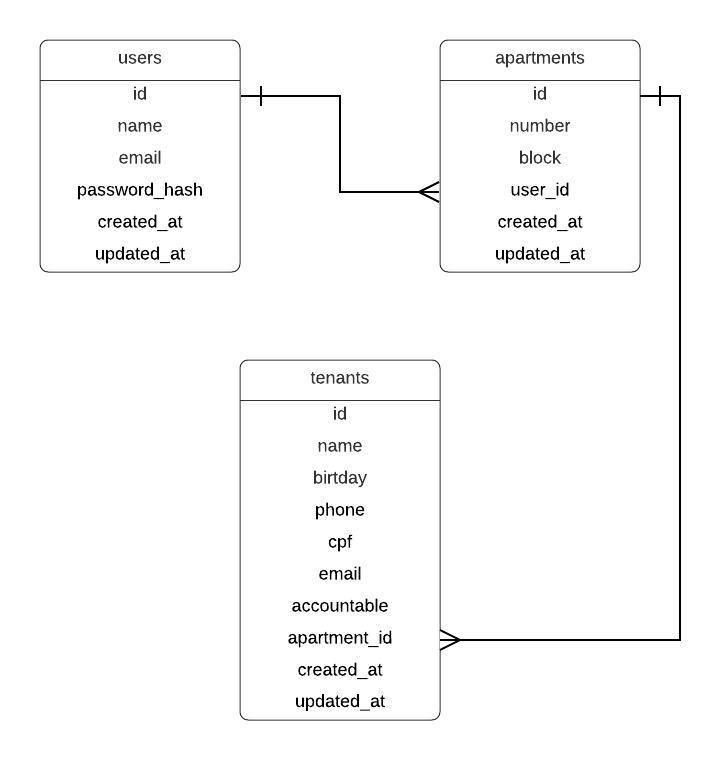 users
id
name
email
password_hash
created_at
updated_at
apartments
id
number
block
user_id
created_at
updated_at
tenants
id
name
birtday
phone
cpf
email
accountable
apartment_id
created_at
updated_at